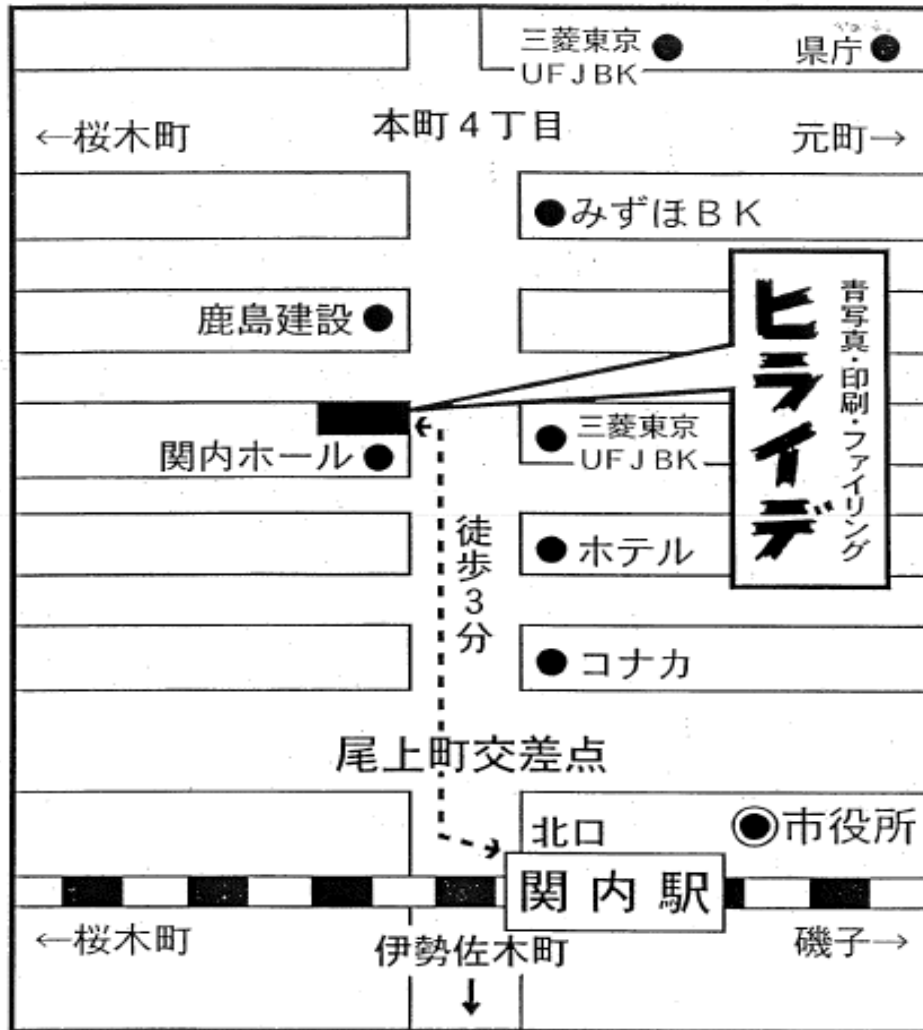 三菱東京 県庁
UFJBK
←桜木町 本町4丁目 元町→
みずほBK
鹿島建設
ヒライデ
青写真・印刷・ファイリング
三菱東京
UFJBK
関内ホール
徒歩3分
ホテル
コナカ
尾上町交差点
北口 市役所
関内駅
←桜木町 伊勢佐木町 磯子→
↓